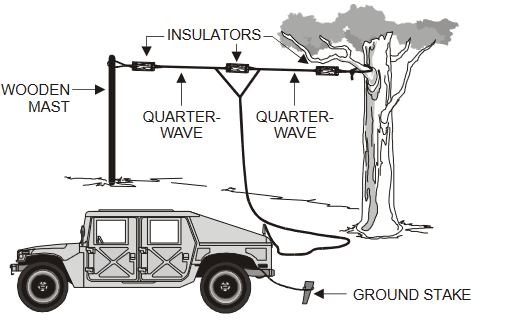 INSULATORS
WOODEN
MAST
QUARTER-
WAVE
QUARTER-
WAVE
GROUND STAKE